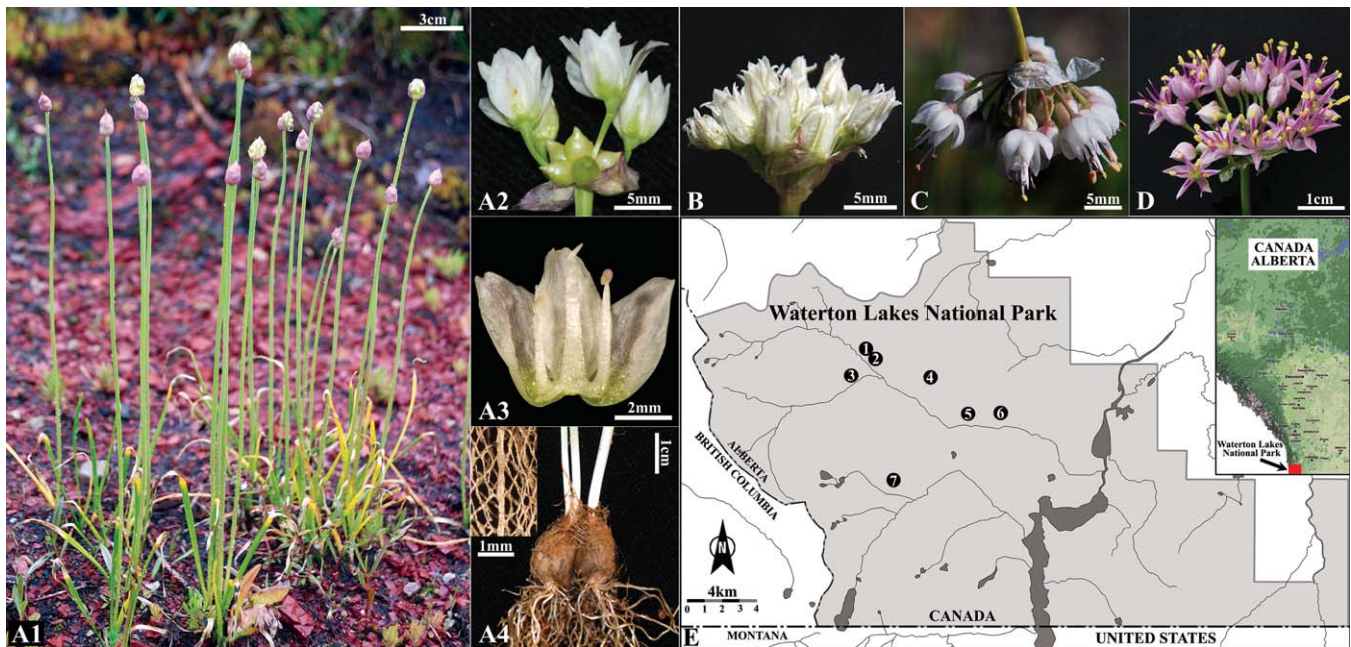 3cm
A1
A2
5mm
A3
2mm
1cm
1mm
A4
B
5mm
C
5mm
D
1cm
CANADA
ALBERTA
Waterton Lakes
National Park
Waterton Lakes National Park
1
2
3
4
5
6
7
ALBERTA
BRITISH COLUMBIA
N
4km
0 1 2 3 4
CANADA
E
MONTANA
UNITED STATES